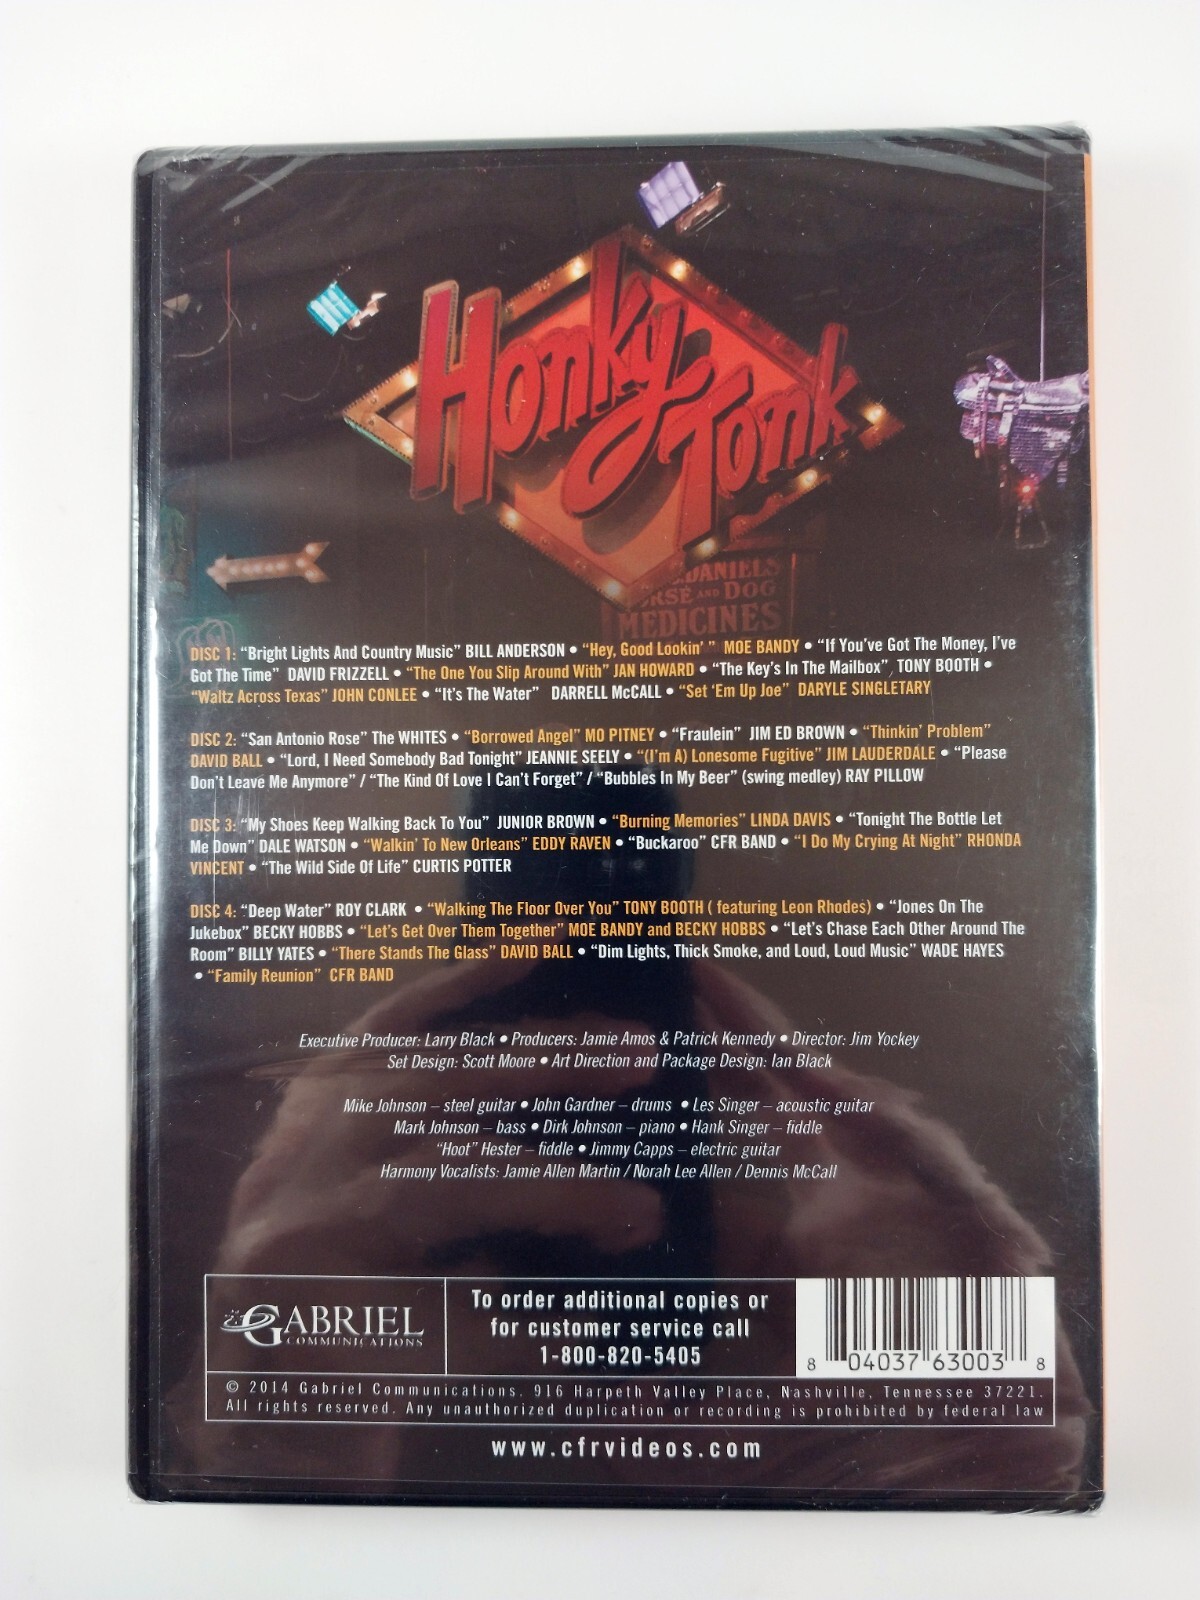 Honky
Tonk
DANIELS
AND DOG
MEDICINES
DISC 1: “Bright Lights And Country Music” BILL ANDERSON • “Hey, Good Lookin’ ” MOE BANDY • “If You’ve Got The Money, I’ve
Got The Time” DAVID FRIZZELL • “The One You Slip Around With” JAN HOWARD • “The Key’s In The Mailbox”, TONY BOOTH •
“Waltz Across Texas” JOHN CONLEE • “It’s The Water” DARRELL McCALL • “Set ‘Em Up Joe” DARYLE SINGLETARY
DISC 2: “San Antonio Rose” The WHITES • “Borrowed Angel” MO PITNEY • “Fraulein” JIM ED BROWN • “Thinkin’ Problem”
DAVID BALL • “Lord, I Need Somebody Bad Tonight” JEANNIE SEELY • “(I’m A) Lonesome Fugitive” JIM LAUDERDALE • “Please
Don’t Leave Me Anymore” / “The Kind Of Love I Can’t Forget” / “Bubbles In My Beer” (swing medley) RAY PILLOW
DISC 3: “My Shoes Keep Walking Back To You” JUNIOR BROWN • “Burning Memories” LINDA DAVIS • “Tonight The Bottle Let
Me Down” DALE WATSON • “Walkin’ To New Orleans” EDDY RAVEN • “Buckaroo” CFR BAND • “I Do My Crying At Night” RHONDA
VINCENT • “The Wild Side Of Life” CURTIS POTTER
DISC 4: “Deep Water” ROY CLARK • “Walking The Floor Over You” TONY BOOTH ( featuring Leon Rhodes) • “Jones On The
Jukebox” BECKY HOBBS • “Let’s Get Over Them Together” MOE BANDY and BECKY HOBBS • “Let’s Chase Each Other Around The
Room” BILLY YATES • “There Stands The Glass” DAVID BALL • “Dim Lights, Thick Smoke, and Loud, Loud Music” WADE HAYES
• “Family Reunion” CFR BAND
Executive Producer: Larry Black • Producers: Jamie Amos & Patrick Kennedy • Director: Jim Yockey
Set Design: Scott Moore • Art Direction and Package Design: Ian Black
Mike Johnson – steel guitar • John Gardner – drums • Les Singer – acoustic guitar
Mark Johnson – bass • Dirk Johnson – piano • Hank Singer – fiddle
“Hoot” Hester – fiddle • Jimmy Capps – electric guitar
Harmony Vocalists: Jamie Allen Martin / Norah Lee Allen / Dennis McCall
GABRIEL
COMMUNICATIONS
To order additional copies or
for customer service call
1-800-820-5405
8 04037 63003 8
© 2014 Gabriel Communications. 916 Harpeth Valley Place, Nashville, Tennessee 37221.
All rights reserved. Any unauthorized duplication or recording is prohibited by federal law
www.cfrvideos.com